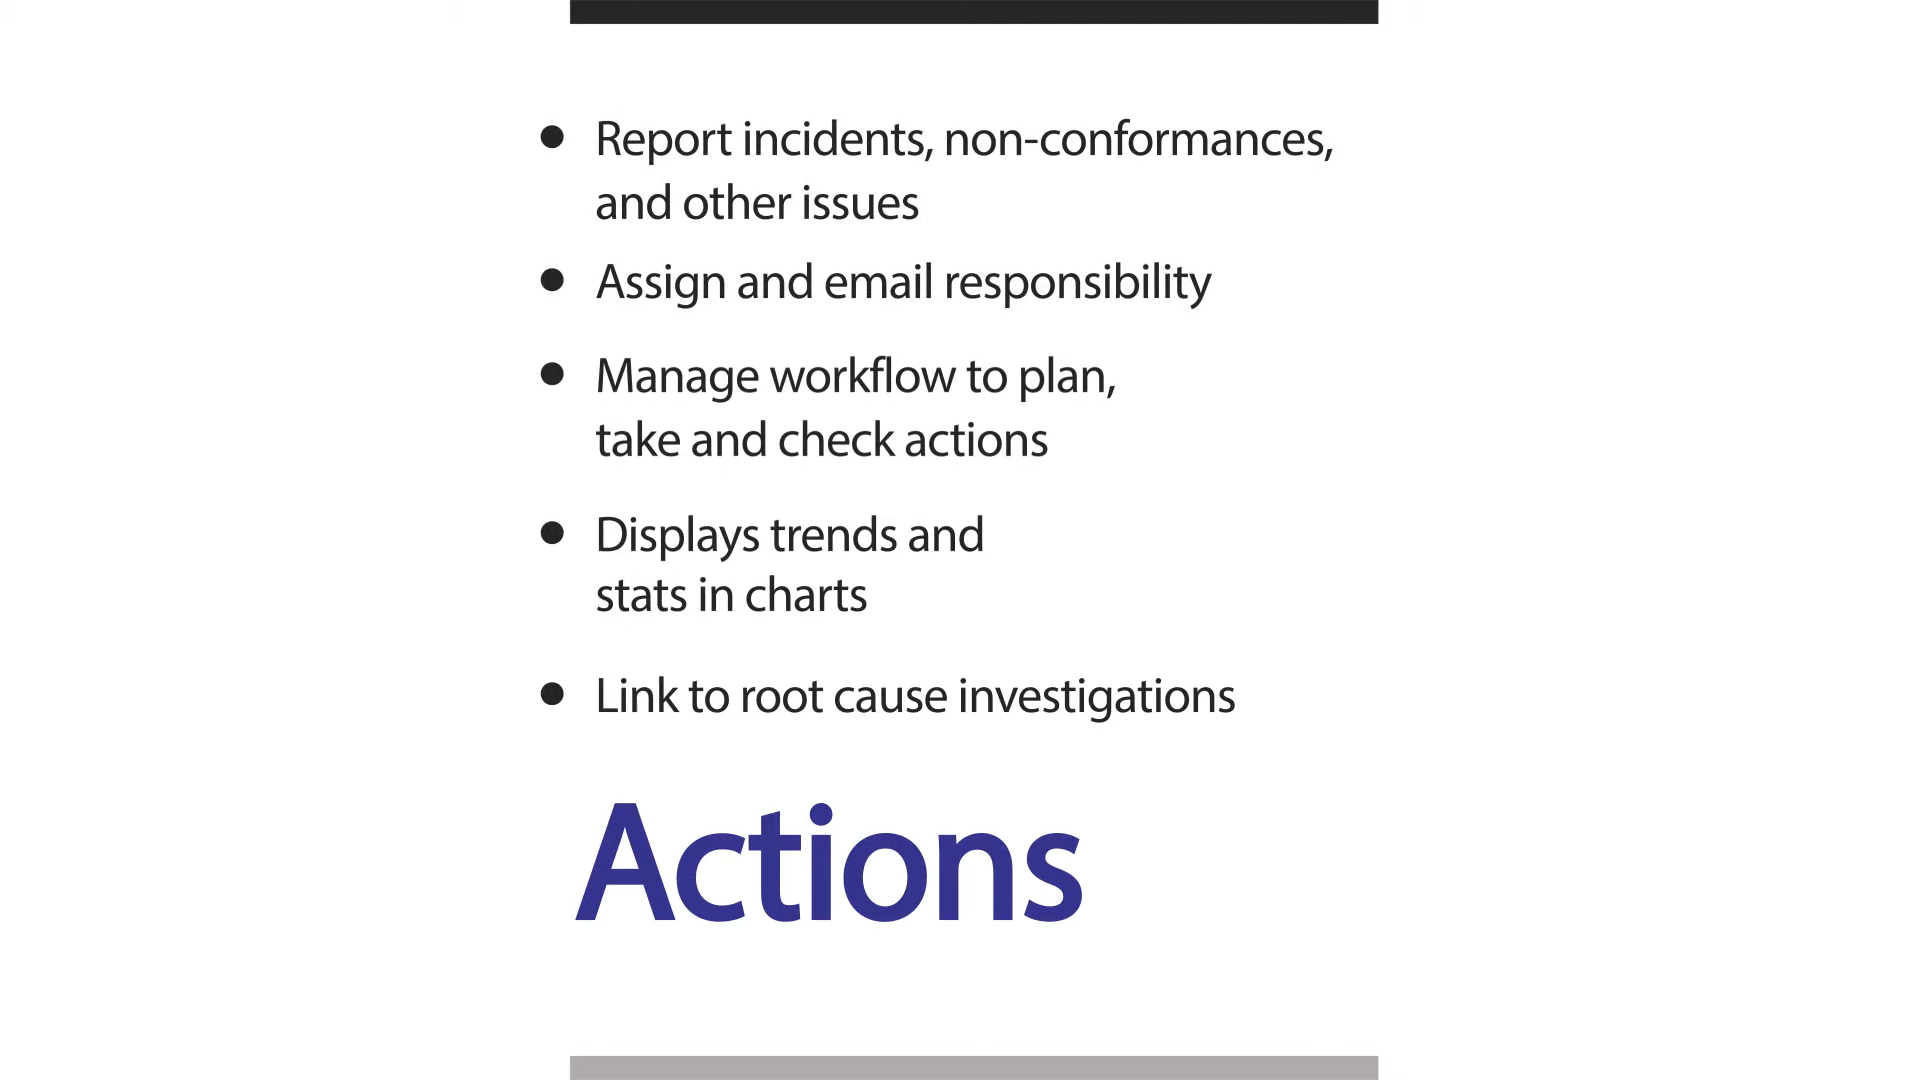 • Report incidents, non-conformances,
and other issues
• Assign and email responsibility
• Manage workflow to plan,
take and check actions
• Displays trends and
stats in charts
• Link to root cause investigations
Actions